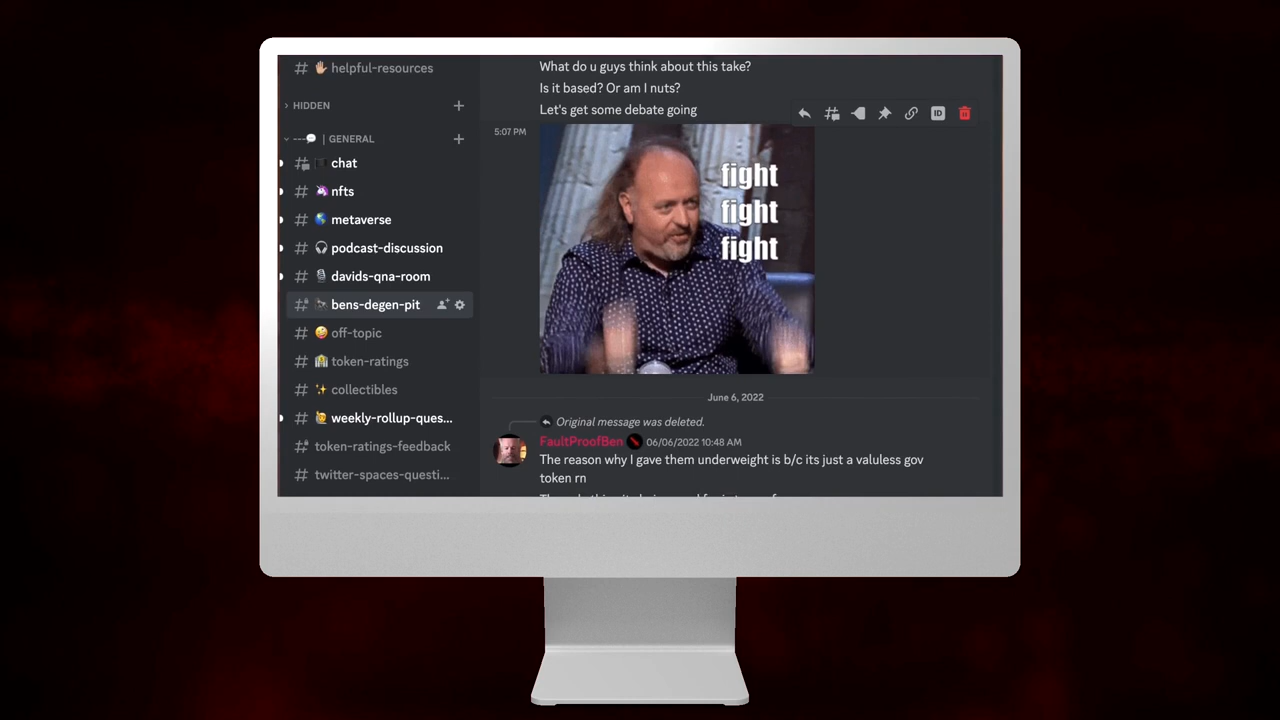 helpful-resources
HIDDEN
---💬 | GENERAL
chat
nfts
metaverse
podcast-discussion
davids-qna-room
bens-degen-pit
off-topic
token-ratings
collectibles
weekly-rollup-ques...
token-ratings-feedback
twitter-spaces-questi...
What do u guys think about this take?
Is it based? Or am I nuts?
Let's get some debate going
ID
5:07 PM
fight
fight
fight
June 6, 2022
Original message was deleted.
FaultProofBen 06/06/2022 10:48 AM
The reason why I gave them underweight is b/c its just a valuless gov
token rn